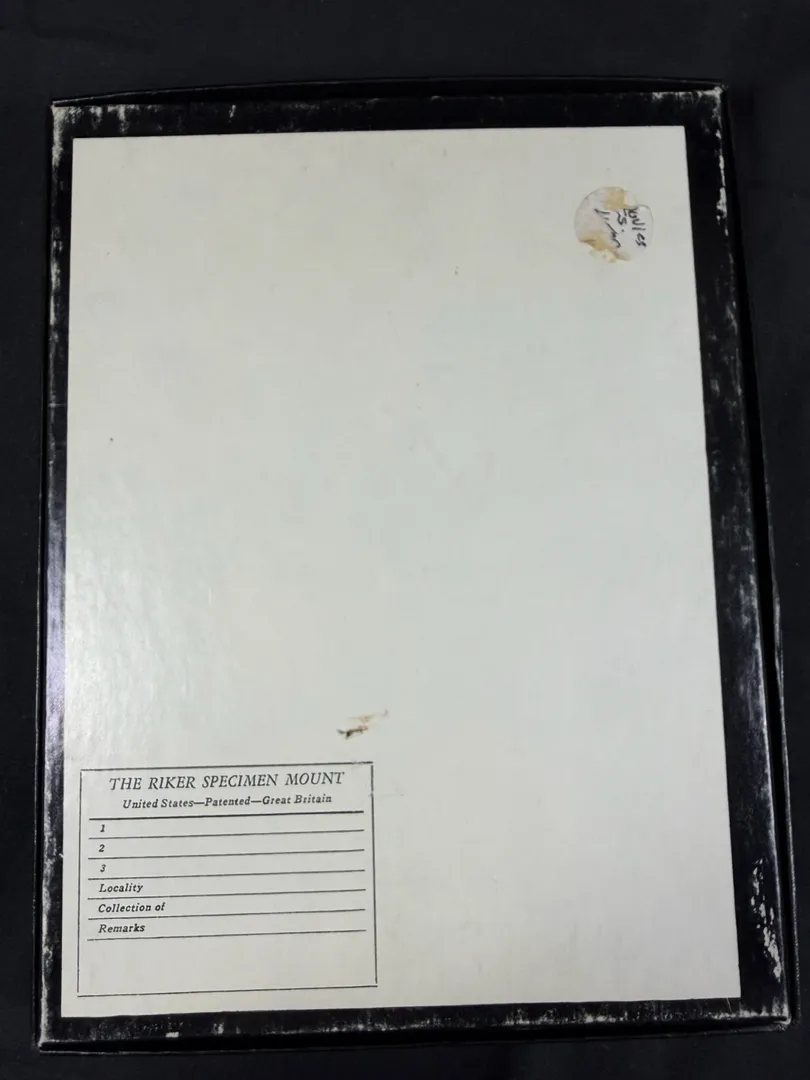 THE RIKER SPECIMEN MOUNT
United States—Patented—Great Britain
1
2
3
Locality
Collection of
Remarks